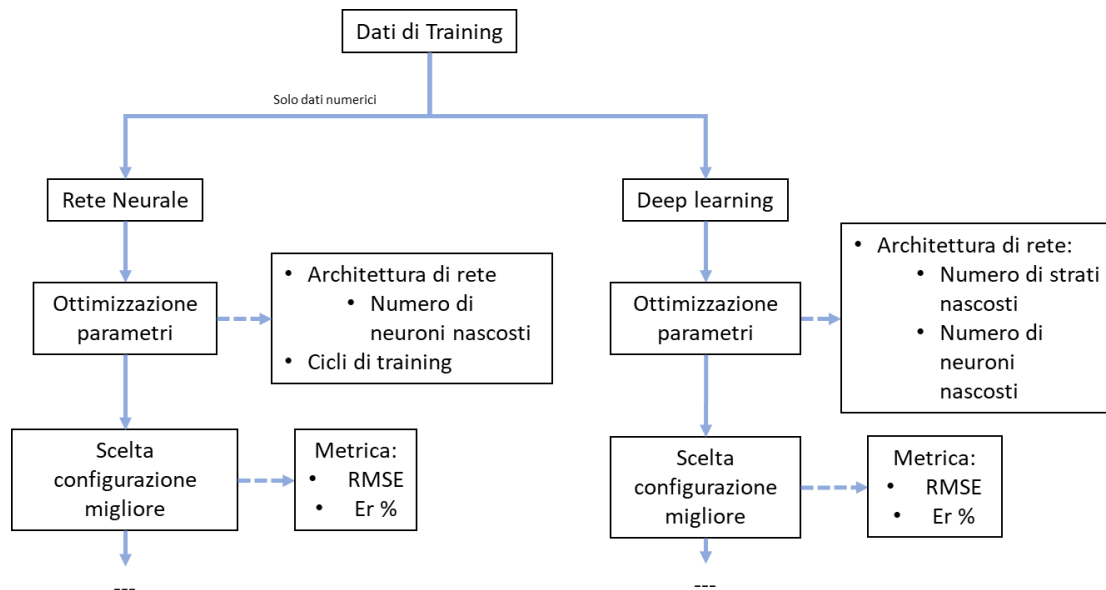 Dati di Training
Solo dati numerici
Rete Neurale
Deep learning
Ottimizzazione
parametri
• Architettura di rete
• Numero di
neuroni nascosti
• Cicli di training
Ottimizzazione
parametri
• Architettura di rete:
• Numero di strati
nascosti
• Numero di
neuroni
nascosti
Scelta
configurazione
migliore
Metrica:
• RMSE
• Er %
Scelta
configurazione
migliore
Metrica:
• RMSE
• Er %
---
---